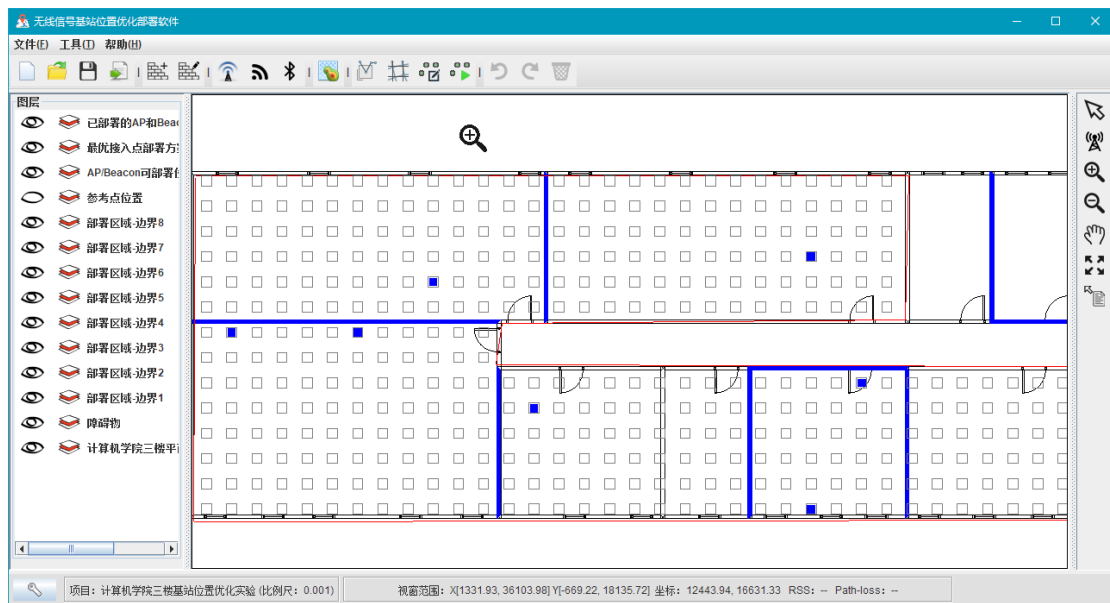 无线信号基站位置优化部署软件
文件(F) 工具(T) 帮助(H)
图层
已部署的AP和Beac
最优接入点部署方
AP/Beacon可部署
参考点位置
部署区域-边界8
部署区域-边界7
部署区域-边界6
部署区域-边界5
部署区域-边界4
部署区域-边界3
部署区域-边界2
部署区域-边界1
障碍物
计算机学院三楼平
项目：计算机学院三楼基站位置优化实验 (比例尺：0.001)
视窗范围：X[1331.93, 36103.98] Y[-669.22, 18135.72] 坐标：12443.94, 16631.33 RSS：-- Path-loss：--